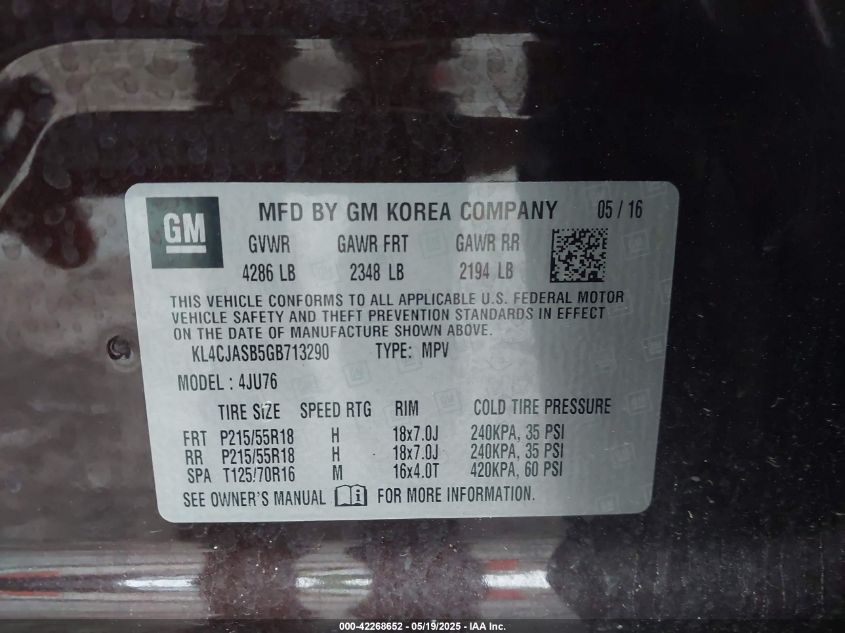 GM
MFD BY GM KOREA COMPANY 05 / 16
GVWR GAWR FRT GAWR RR
4286 LB 2348 LB 2194 LB
THIS VEHICLE CONFORMS TO ALL APPLICABLE U.S. FEDERAL MOTOR
VEHICLE SAFETY AND THEFT PREVENTION STANDARDS IN EFFECT
ON THE DATE OF MANUFACTURE SHOWN ABOVE.
KL4CJASB5GB713290 TYPE: MPV
MODEL : 4JU76
TIRE SIZE SPEED RTG RIM COLD TIRE PRESSURE
FRT P215/55R18 H 18x7.0J 240KPA, 35 PSI
RR P215/55R18 H 18x7.0J 240KPA, 35 PSI
SPA T125/70R16 M 16x4.0T 420KPA, 60 PSI
SEE OWNER'S MANUAL i FOR MORE INFORMATION.
000-42268652 - 05/19/2025 - IAA Inc.